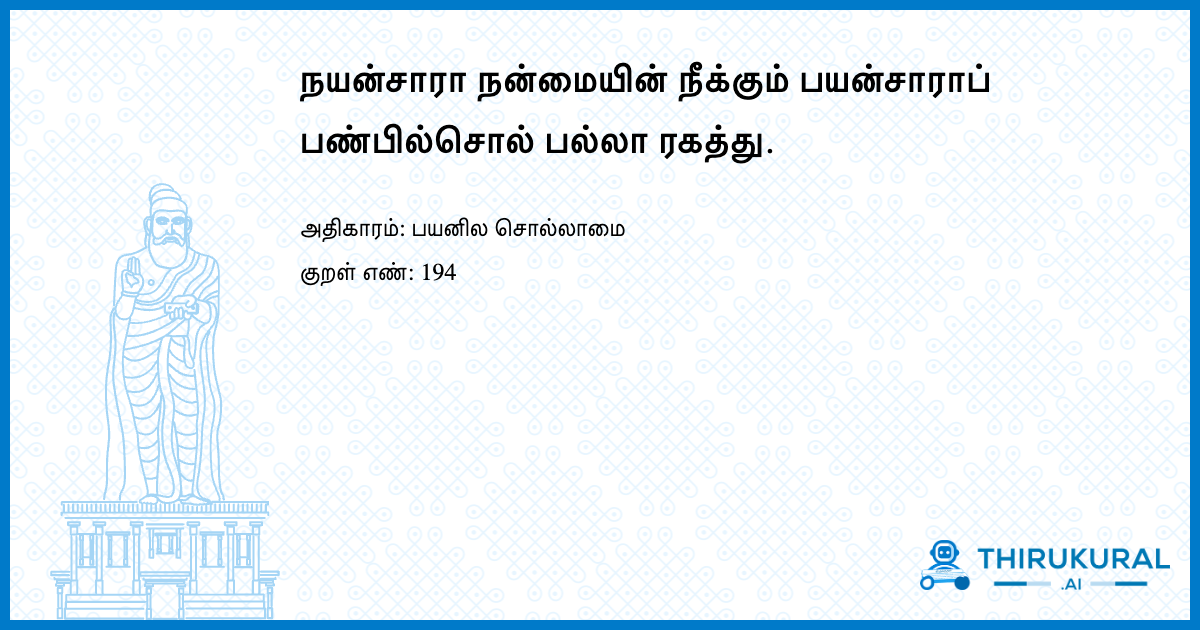 நயன்சாரா நன்மையின் நீக்கும் பயன்சாராப்
பண்பில்சொல் பல்லா ரகத்து.
அதிகாரம்: பயனில சொல்லாமை
குறள் எண்: 194
THIRUKURAL
.AI